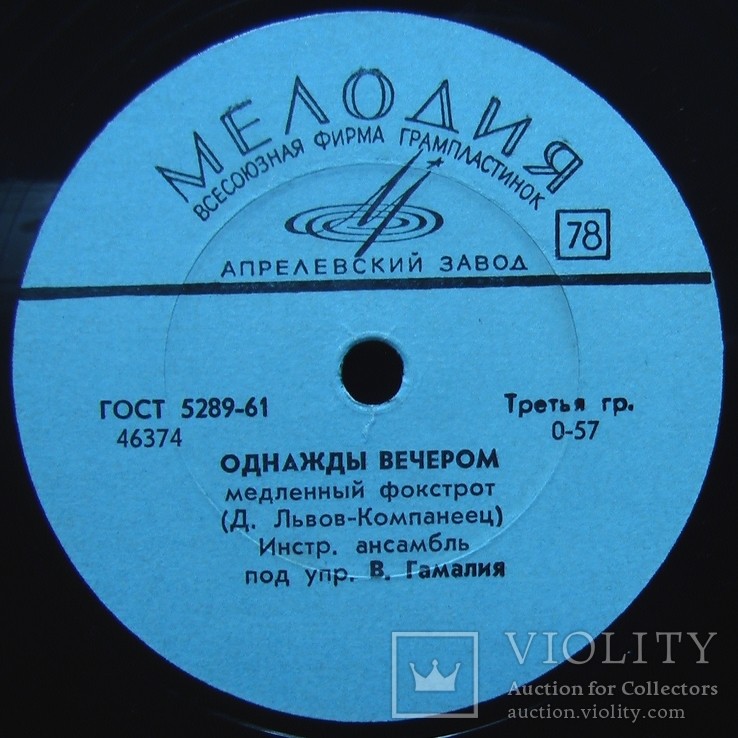 МЕЛОДИЯ
ВСЕСОЮЗНАЯ ФИРМА ГРАМПЛАСТИНОК
78
АПРЕЛЕВСКИЙ ЗАВОД
ГОСТ 5289-61
46374
Третья гр.
0-57
ОДНАЖДЫ ВЕЧЕРОМ
медленный фокстрот
(Д. Львов-Компанеец)
Инстр. ансамбль
под упр. В. Гамалия
VIOLITY
Auction for Collectors
auction.violity.com